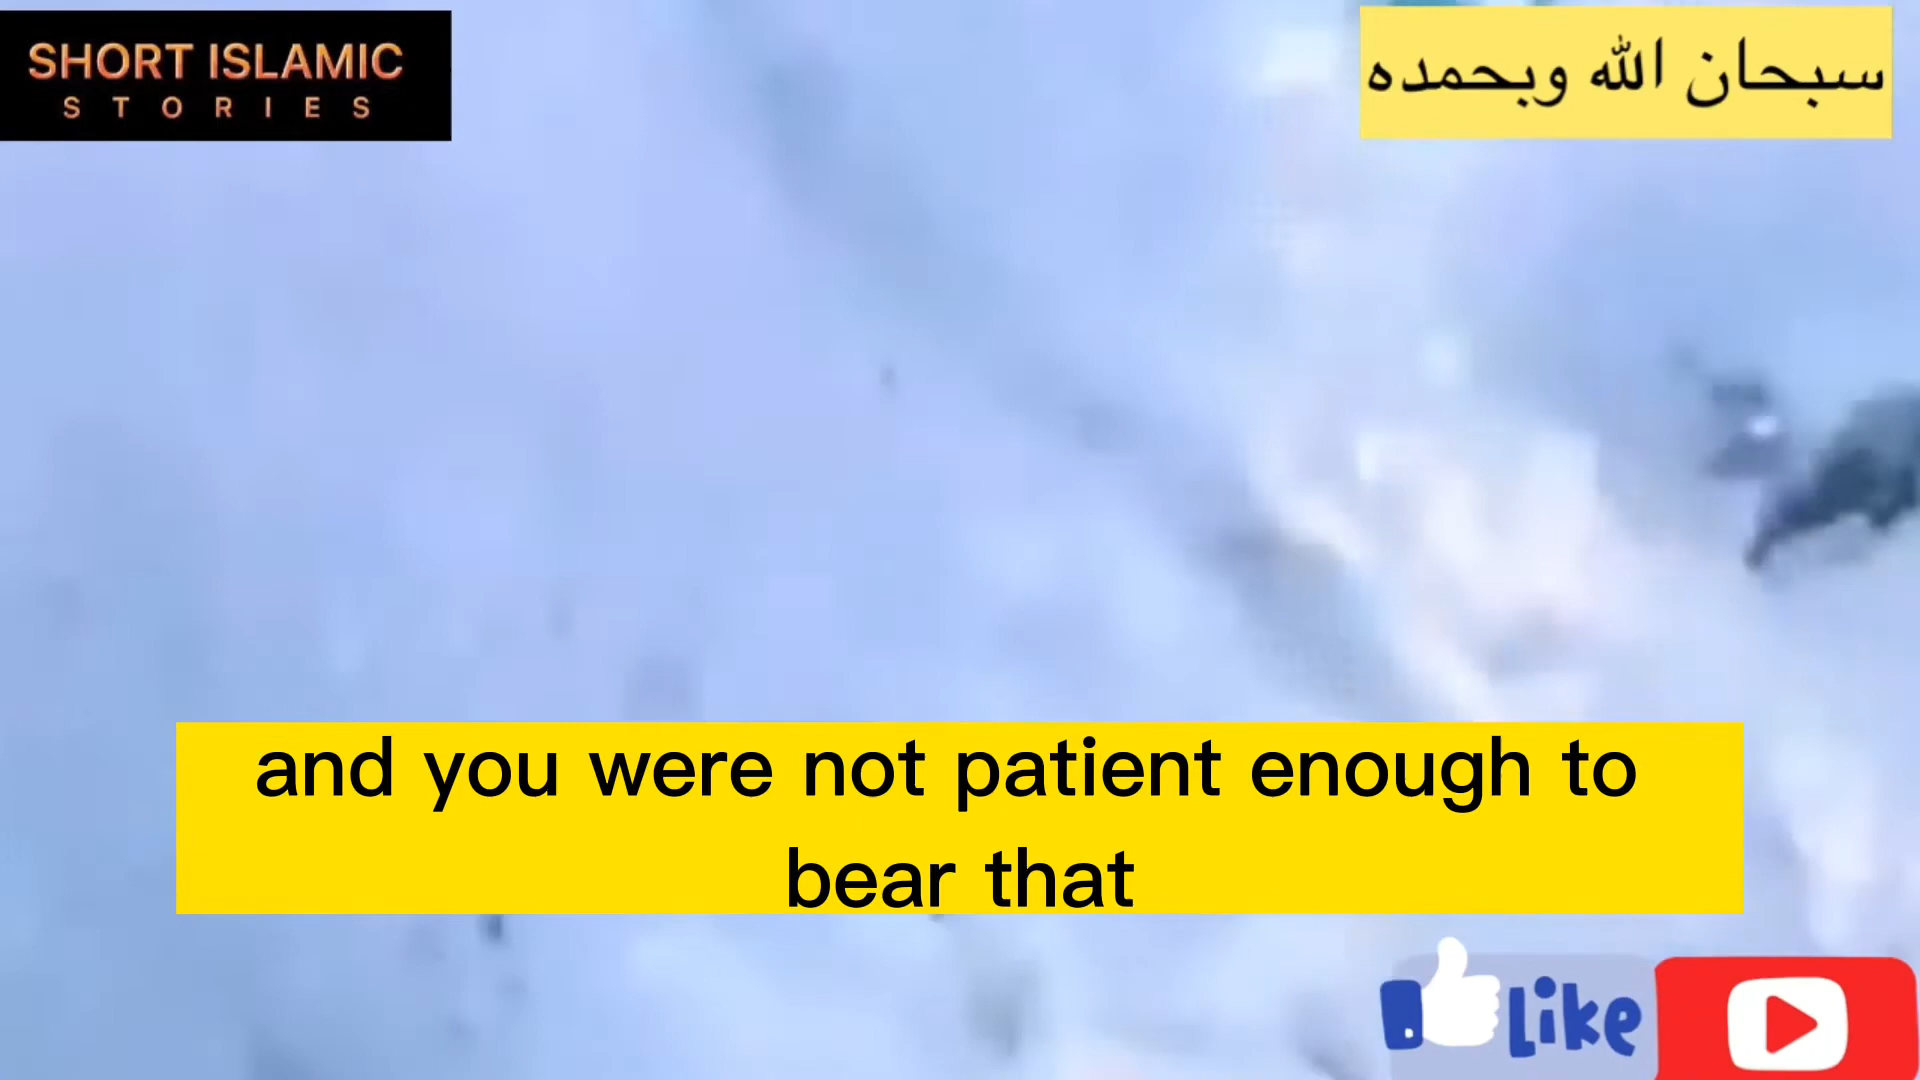 SHORT ISLAMIC
STORIES
سبحان الله وبحمده
and you were not patient enough to
bear that
Like